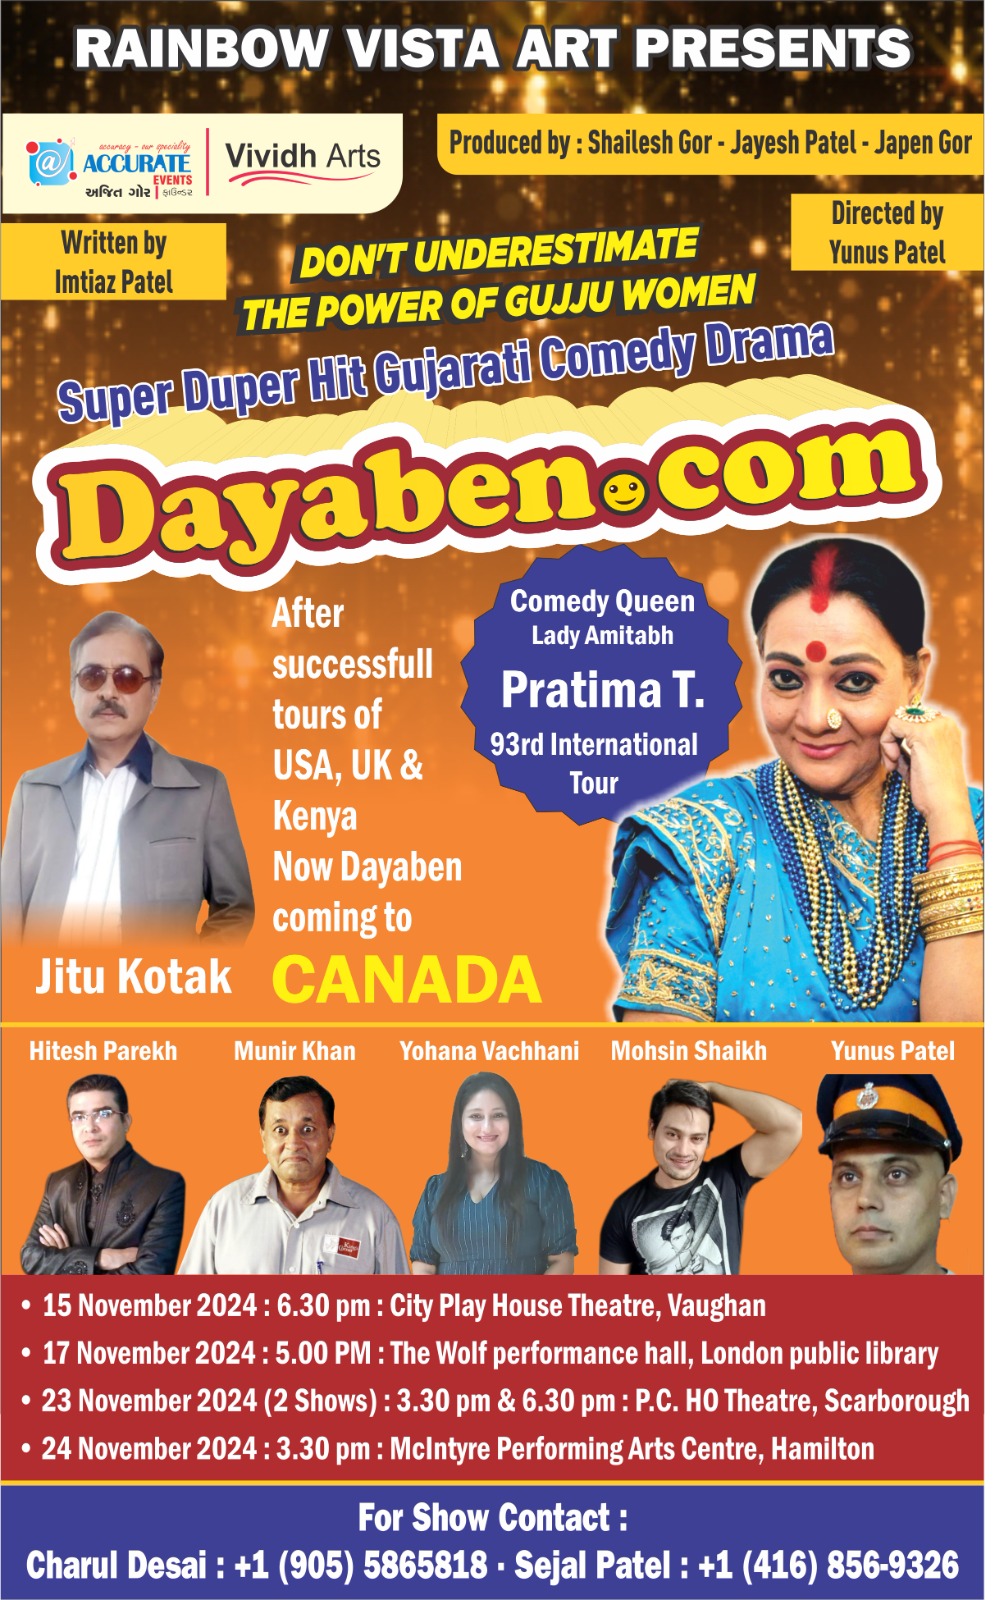 RAINBOW VISTA ART PRESENTS
accuracy - our speciality
@
ACCURATE
EVENTS
અજિત ગોર | ફાઉન્ડર
Vividh Arts
Produced by : Shailesh Gor - Jayesh Patel - Japen Gor
Written by
Imtiaz Patel
Directed by
Yunus Patel
DON'T UNDERESTIMATE
THE POWER OF GUJJU WOMEN
Super Duper Hit Gujarati Comedy Drama
Dayaben.com
After
successfull
tours of
USA, UK &
Kenya
Now Dayaben
coming to
CANADA
Comedy Queen
Lady Amitabh
Pratima T.
93rd International
Tour
Jitu Kotak
Hitesh Parekh
Munir Khan
Yohana Vachhani
Mohsin Shaikh
Yunus Patel
• 15 November 2024 : 6.30 pm : City Play House Theatre, Vaughan
• 17 November 2024 : 5.00 PM : The Wolf performance hall, London public library
• 23 November 2024 (2 Shows) : 3.30 pm & 6.30 pm : P.C. HO Theatre, Scarborough
• 24 November 2024 : 3.30 pm : McIntyre Performing Arts Centre, Hamilton
For Show Contact :
Charul Desai : +1 (905) 5865818 · Sejal Patel : +1 (416) 856-9326